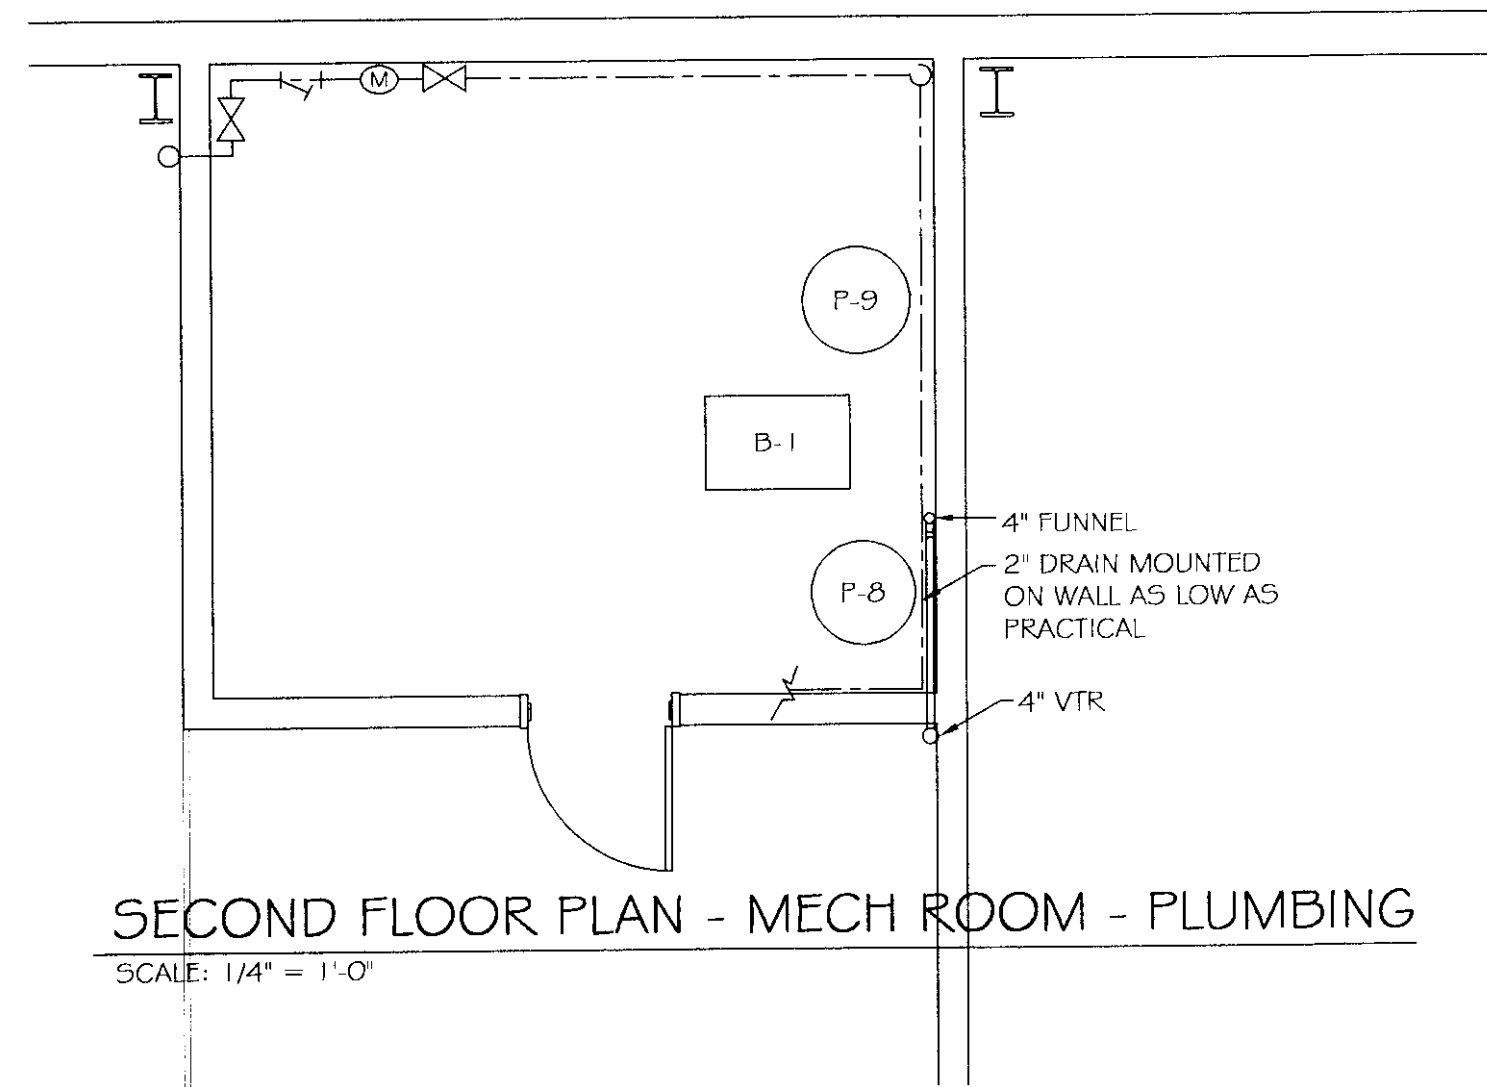 M
P-9
B-1
4" FUNNEL
2" DRAIN MOUNTED
ON WALL AS LOW AS
PRACTICAL
P-8
4" VTR
SECOND FLOOR PLAN - MECH ROOM - PLUMBING
SCALE: 1/4" = 1'-0"